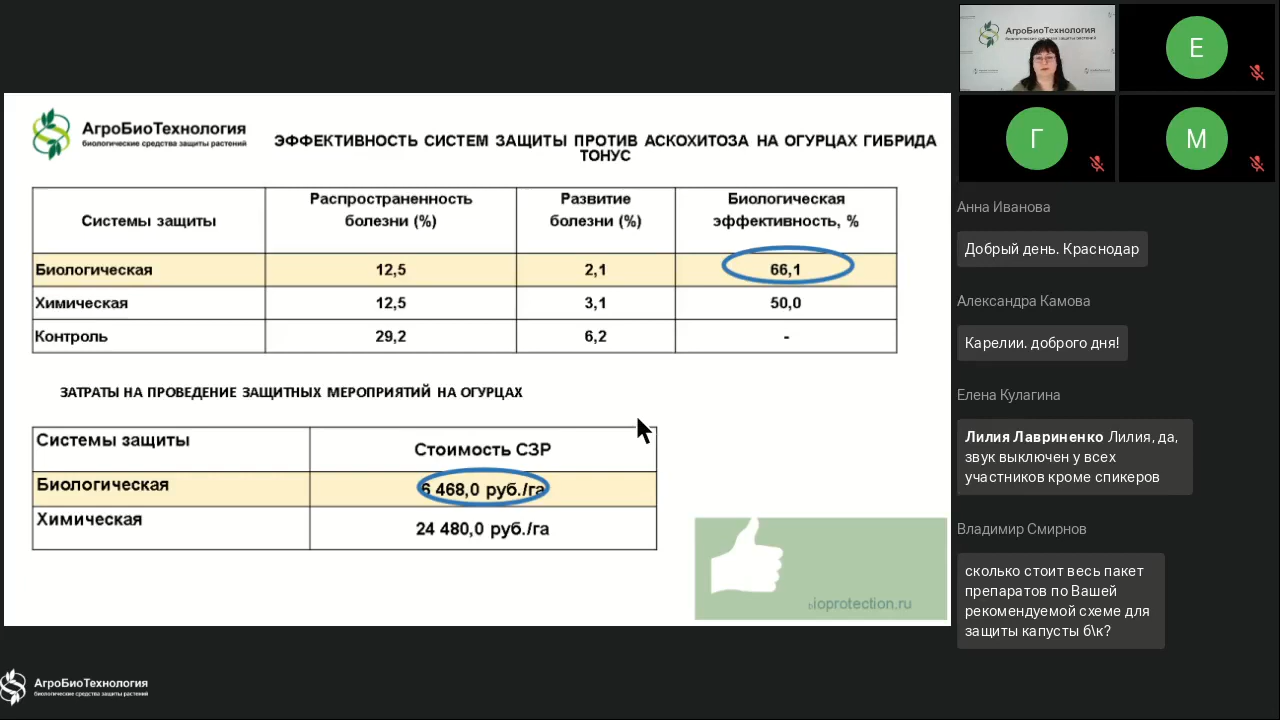 АгроБиоТехнология
биологические средства защиты растений
ЭФФЕКТИВНОСТЬ СИСТЕМ ЗАЩИТЫ ПРОТИВ АСКОХИТОЗА НА ОГУРЦАХ ГИБРИДА
ТОНУС
Системы защиты
Распространенность болезни (%)
Развитие болезни (%)
Биологическая эффективность, %
Биологическая 12,5 2,1 66,1
Химическая 12,5 3,1 50,0
Контроль 29,2 6,2 -
ЗАТРАТЫ НА ПРОВЕДЕНИЕ ЗАЩИТНЫХ МЕРОПРИЯТИЙ НА ОГУРЦАХ
Системы защиты Стоимость СЗР
Биологическая 6 468,0 руб./га
Химическая 24 480,0 руб./га
bioprotection.ru
АгроБиоТехнология
биологические средства защиты растений
АгроБиоТехнология
Е
Г
М
Анна Иванова
Добрый день. Краснодар
Александра Камова
Карелии. доброго дня!
Елена Кулагина
Лилия Лавриненко Лилия, да,
звук выключен у всех
участников кроме спикеров
Владимир Смирнов
сколько стоит весь пакет
препаратов по Вашей
рекомендуемой схеме для
защиты капусты б\к?